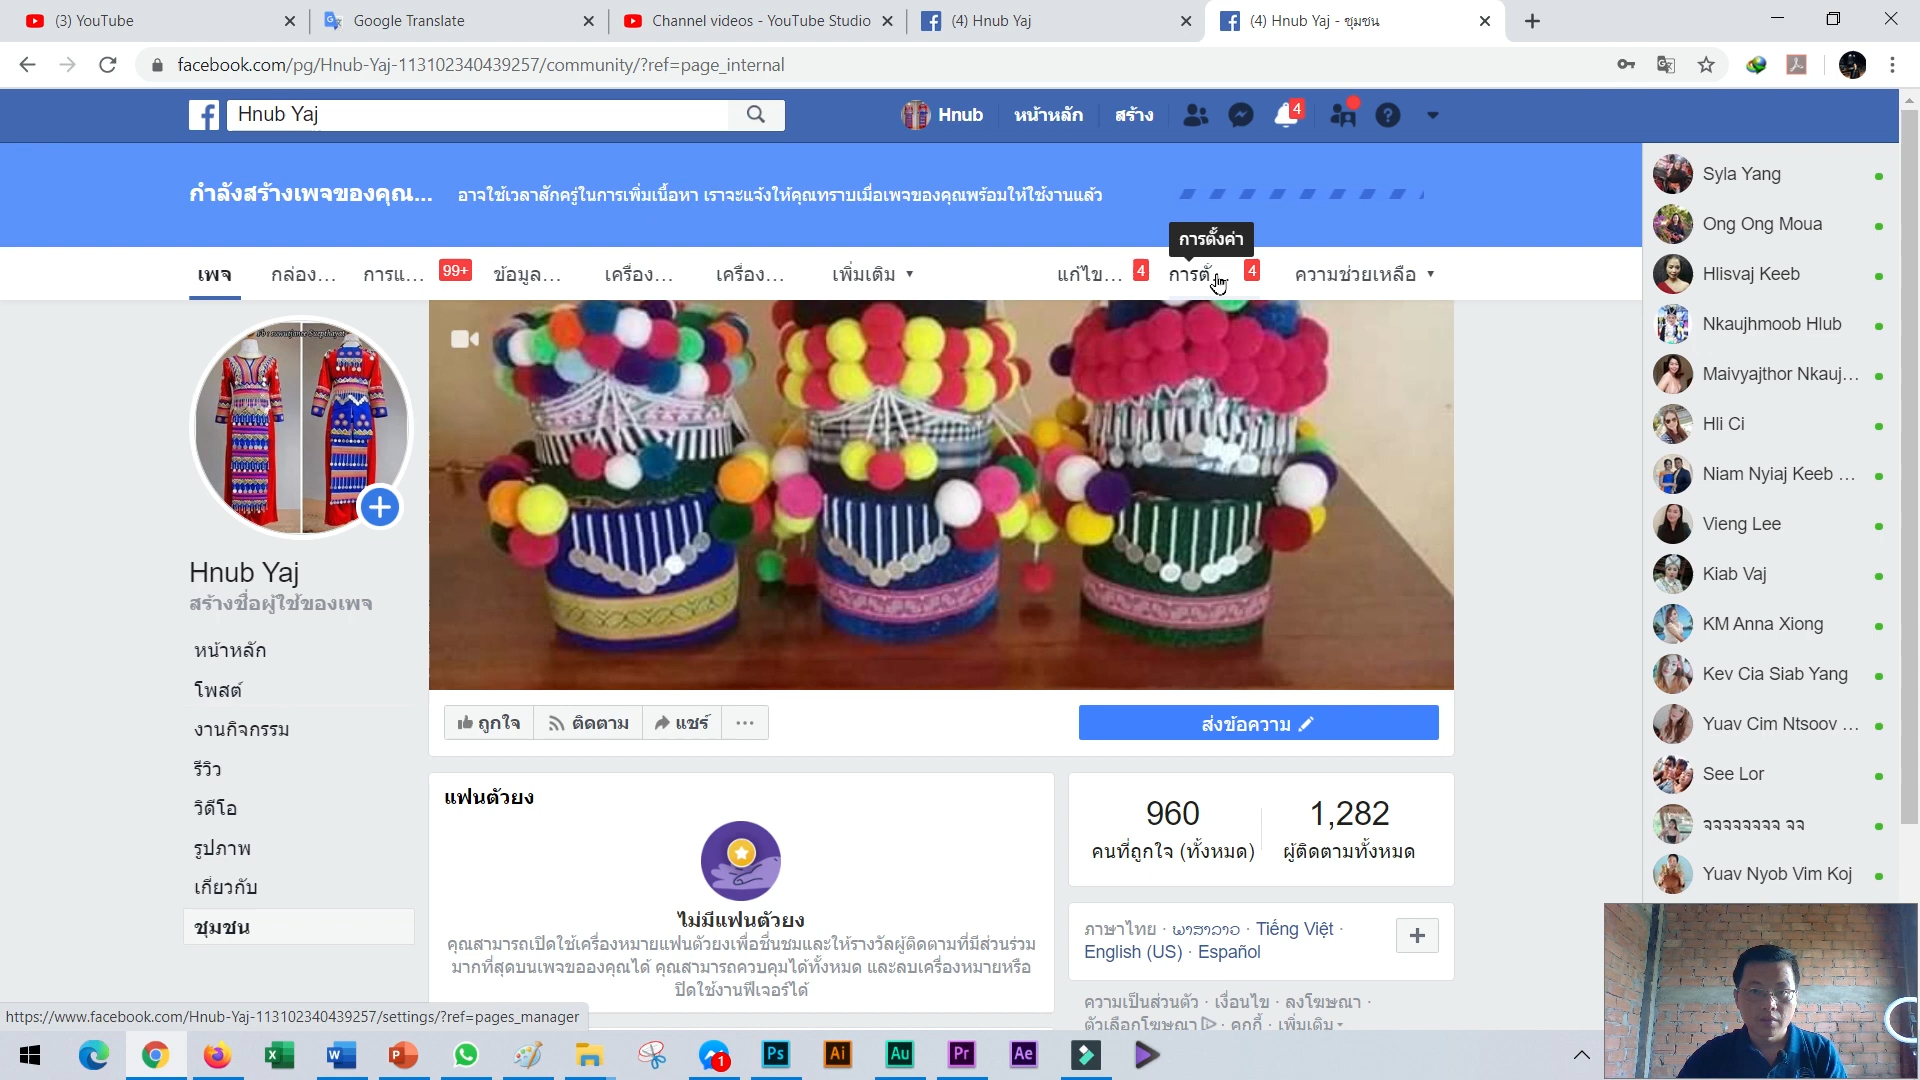 (3) YouTube
Google Translate
Channel videos - YouTube Studio
(4) Hnub Yaj
(4) Hnub Yaj - ชุมชน
facebook.com/pg/Hnub-Yaj-113102340439257/community/?ref=page_internal
Hnub Yaj
Hnub
หน้าหลัก
สร้าง
4
กำลังสร้างเพจของคุณ...
อาจใช้เวลาสักครู่ในการเพิ่มเนื้อหา เราจะแจ้งให้คุณทราบเมื่อเพจของคุณพร้อมให้ใช้งานแล้ว
การตั้งค่า
เพจ
กล่อง...
การแ...
99+
ข้อมูล...
เครื่อง...
เครื่อง...
เพิ่มเติม
แก้ไข...
4
การตั้
4
ความช่วยเหลือ
Hnub Yaj
สร้างชื่อผู้ใช้ของเพจ
หน้าหลัก
โพสต์
งานกิจกรรม
รีวิว
วิดีโอ
รูปภาพ
เกี่ยวกับ
ชุมชน
ถูกใจ
ติดตาม
แชร์
...
ส่งข้อความ
แฟนตัวยง
ไม่มีแฟนตัวยง
คุณสามารถเปิดใช้เครื่องหมายแฟนตัวยงเพื่อชื่นชมและให้รางวัลผู้ติดตามที่มีส่วนร่วม
มากที่สุดบนเพจขอองคุณได้ คุณสามารถควบคุมได้ทั้งหมด และลบเครื่องหมายหรือ
ปิดใช้งานฟีเจอร์ได้
960
คนที่ถูกใจ (ทั้งหมด)
1,282
ผู้ติดตามทั้งหมด
ภาษาไทย · ພາສາລາວ · Tiếng Việt ·
English (US) · Español
ความเป็นส่วนตัว · เงื่อนไข · ลงโฆษณา ·
ตัวเลือกโฆษณา · คุกกี้ · เพิ่มเติม
Syla Yang
Ong Ong Moua
Hlisvaj Keeb
Nkaujhmoob Hlub
Maivyajthor Nkauj...
Hli Ci
Niam Nyiaj Keeb ...
Vieng Lee
Kiab Vaj
KM Anna Xiong
Kev Cia Siab Yang
Yuav Cim Ntsoov ...
See Lor
จจจจจจจจ จจ
Yuav Nyob Vim Koj
https://www.facebook.com/Hnub-Yaj-113102340439257/settings/?ref=pages_manager
1
Ps
Ai
Au
Pr
Ae